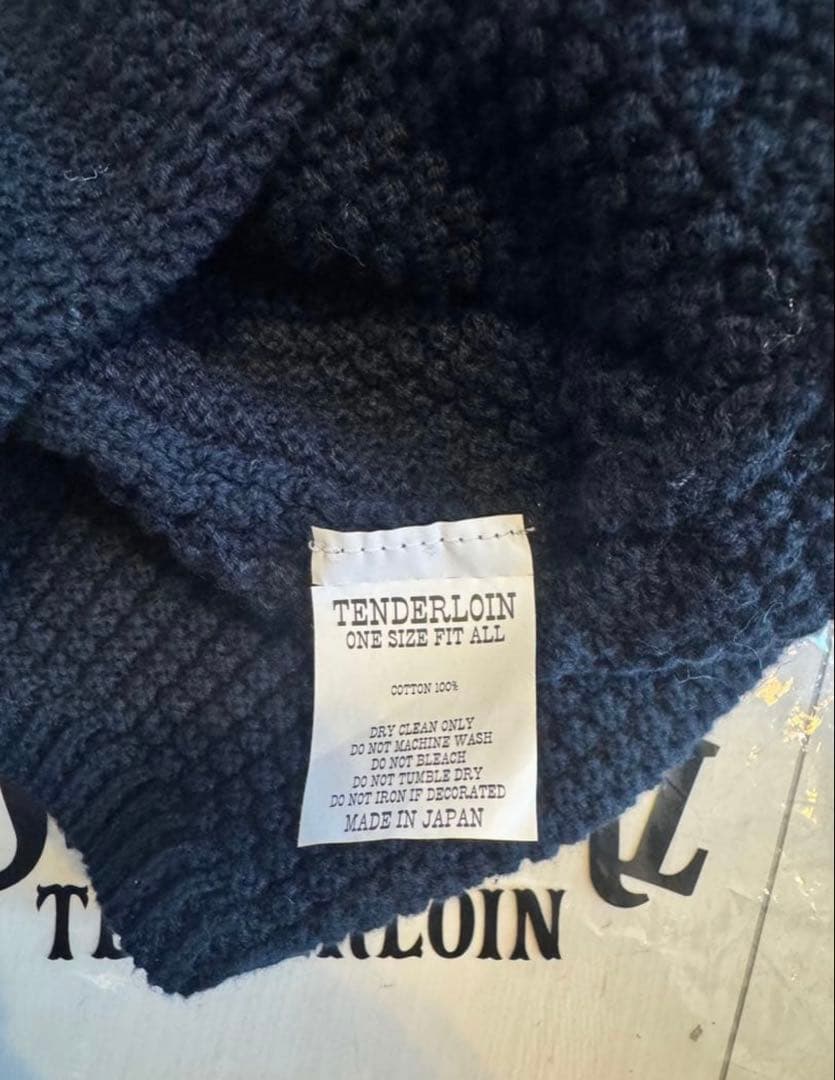 TENDERLOIN
ONE SIZE FIT ALL
COTTON 100%
DRY CLEAN ONLY
DO NOT MACHINE WASH
DO NOT BLEACH
DO NOT TUMBLE DRY
DO NOT IRON IF DECORATED
MADE IN JAPAN